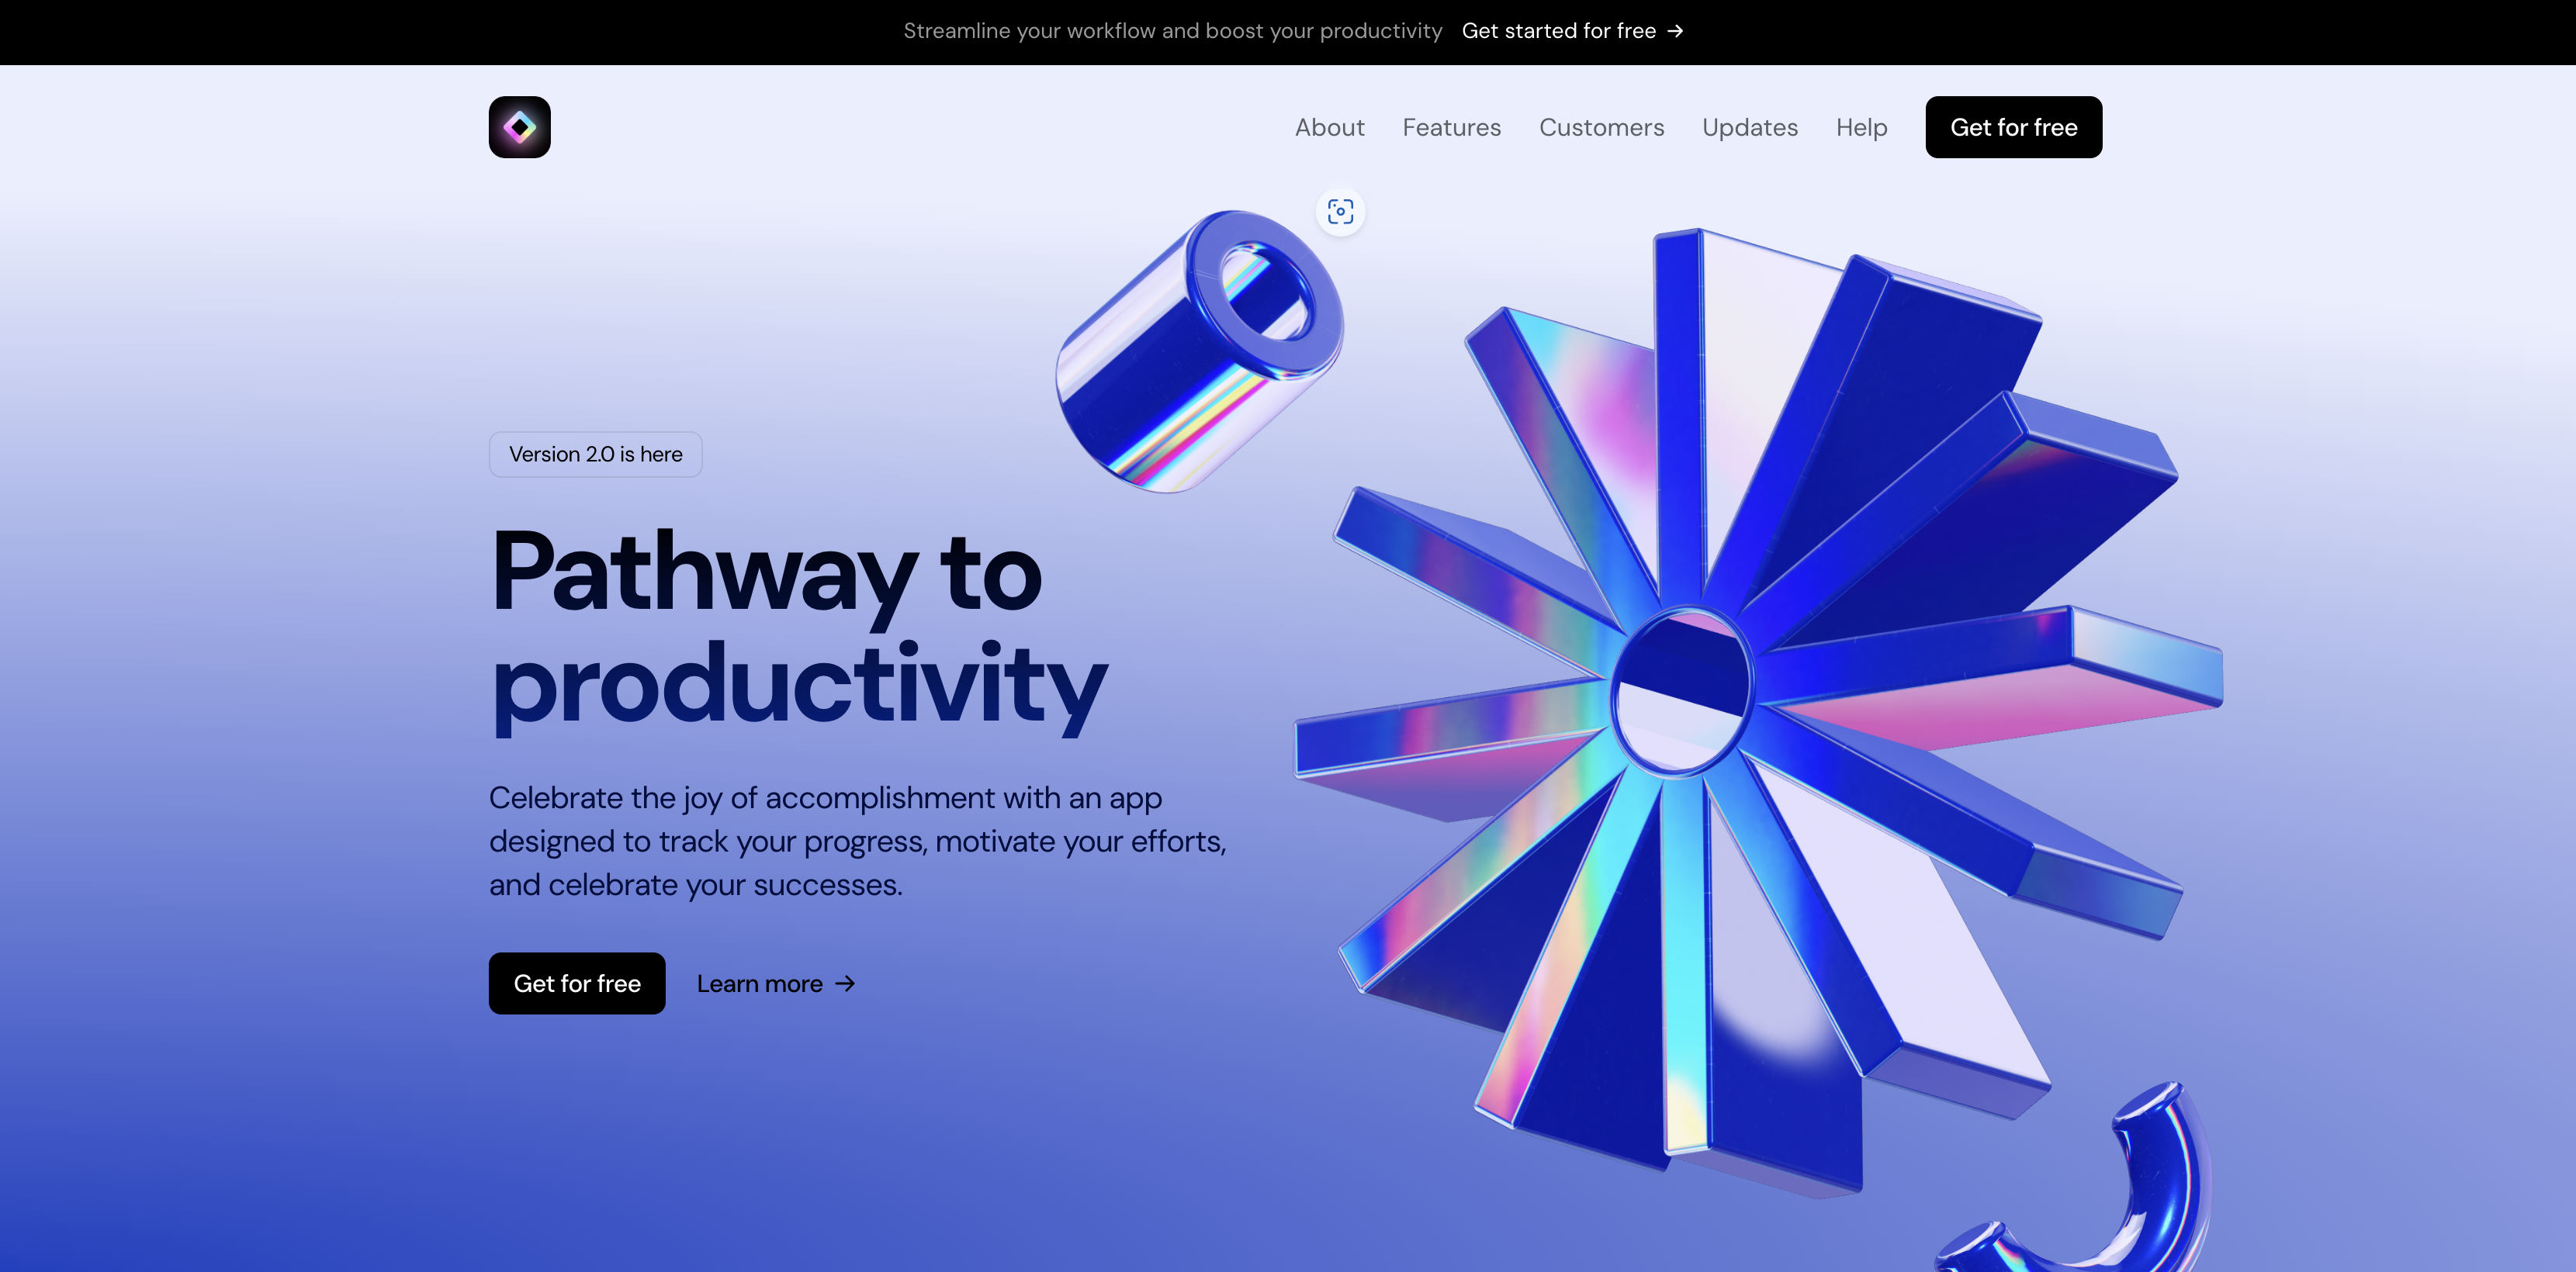 Streamline your workflow and boost your productivity Get started for free →
About Features Customers Updates Help Get for free
Version 2.0 is here
Pathway to
productivity
Celebrate the joy of accomplishment with an app
designed to track your progress, motivate your efforts,
and celebrate your successes.
Get for free Learn more →